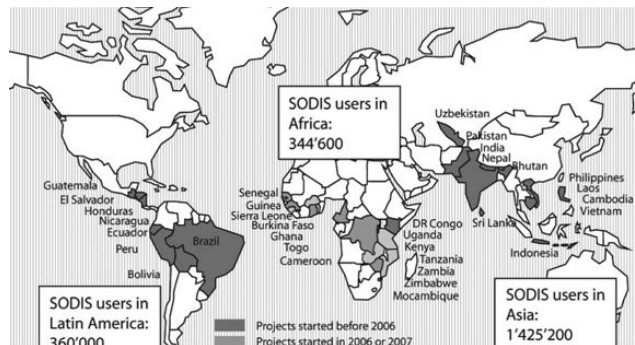 SODIS users in
Africa:
344'600
Uzbekistan
Pakistan
India
Nepal
Bhutan
Philippines
Laos
Cambodia
Vietnam
Sri Lanka
Indonesia
Guatemala
El Salvador
Honduras
Nicaragua
Ecuador
Peru
Brazil
Bolivia
Senegal
Guinea
Sierra Leone
Burkina Faso
Ghana
Togo
Cameroon
DR Congo
Uganda
Kenya
Tanzania
Zambia
Zimbabwe
Mocambique
SODIS users in
Latin America:
360'000
Projects started before 2006
Projects started in 2006 or 2007
SODIS users in
Asia:
1'425'200